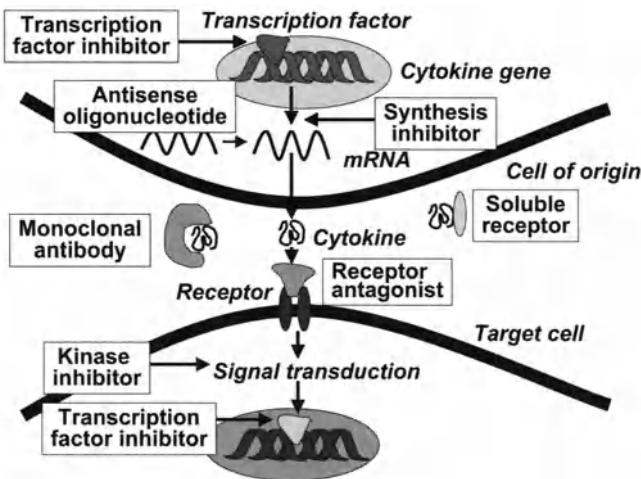 Transcription
factor inhibitor
Transcription factor
Cytokine gene
Antisense
oligonucleotide
Synthesis
inhibitor
mRNA
Cell of origin
Monoclonal
antibody
Cytokine
Soluble
receptor
Receptor
Receptor
antagonist
Target cell
Kinase
inhibitor
Signal transduction
Transcription
factor inhibitor